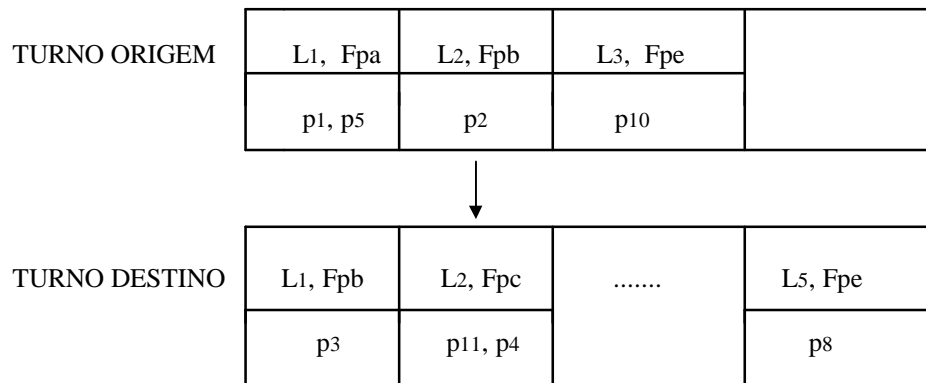 TURNO ORIGEM L1, Fpa L2, Fpb L3, Fpe
p1, p5 p2 p10
TURNO DESTINO L1, Fpb L2, Fpc ....... L5, Fpe
p3 p11, p4 p8